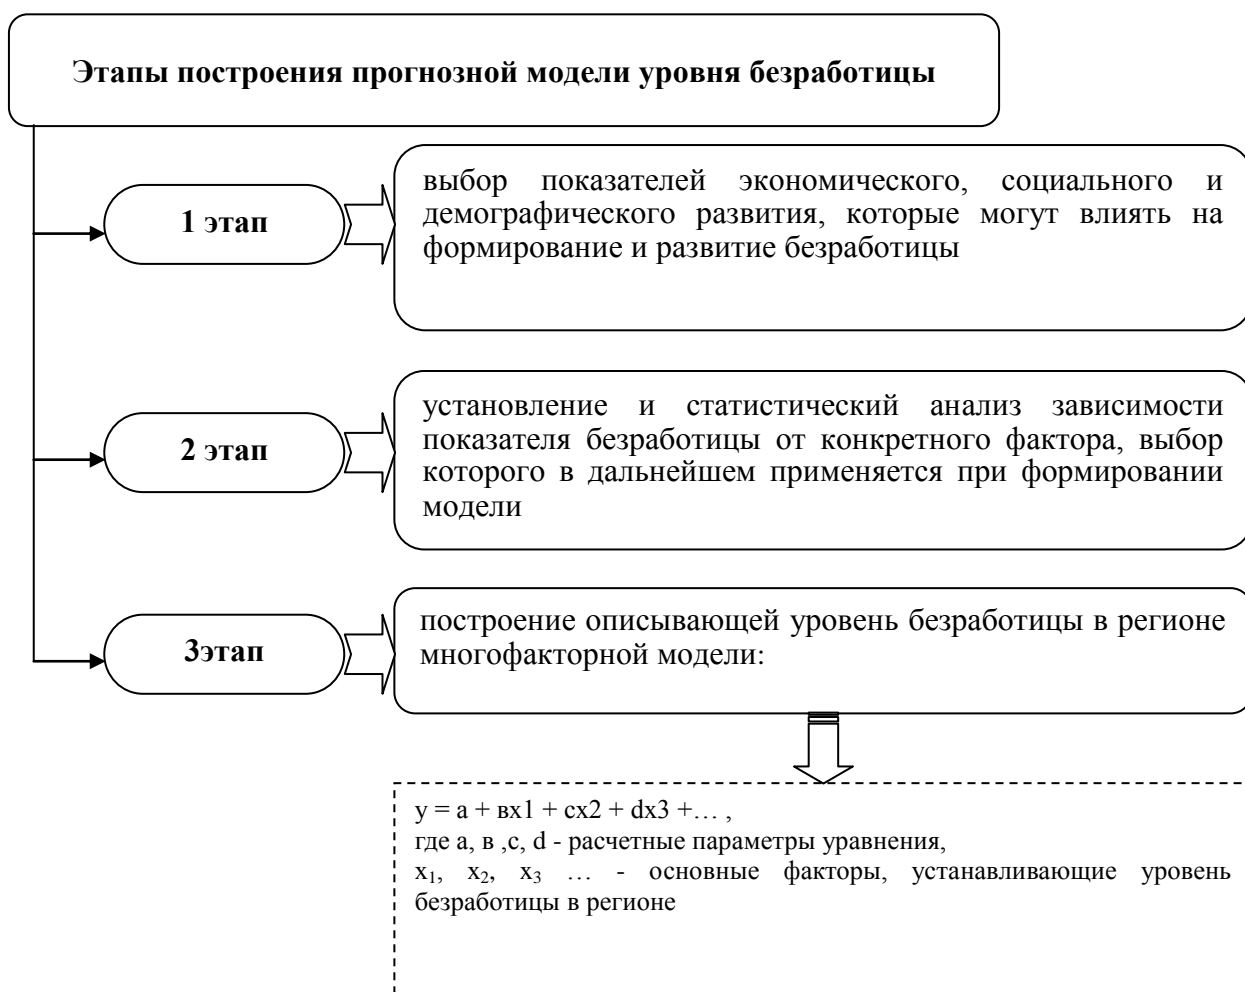 Этапы построения прогнозной модели уровня безработицы
1 этап
выбор показателей экономического, социального и
демографического развития, которые могут влиять на
формирование и развитие безработицы
2 этап
установление и статистический анализ зависимости
показателя безработицы от конкретного фактора, выбор
которого в дальнейшем применяется при формировании
модели
3этап
построение описывающей уровень безработицы в регионе
многофакторной модели:
у = а + вх1 + сх2 + dx3 +… ,
где а, в ,с, d - расчетные параметры уравнения,
x₁, x₂, x₃ … - основные факторы, устанавливающие уровень
безработицы в регионе